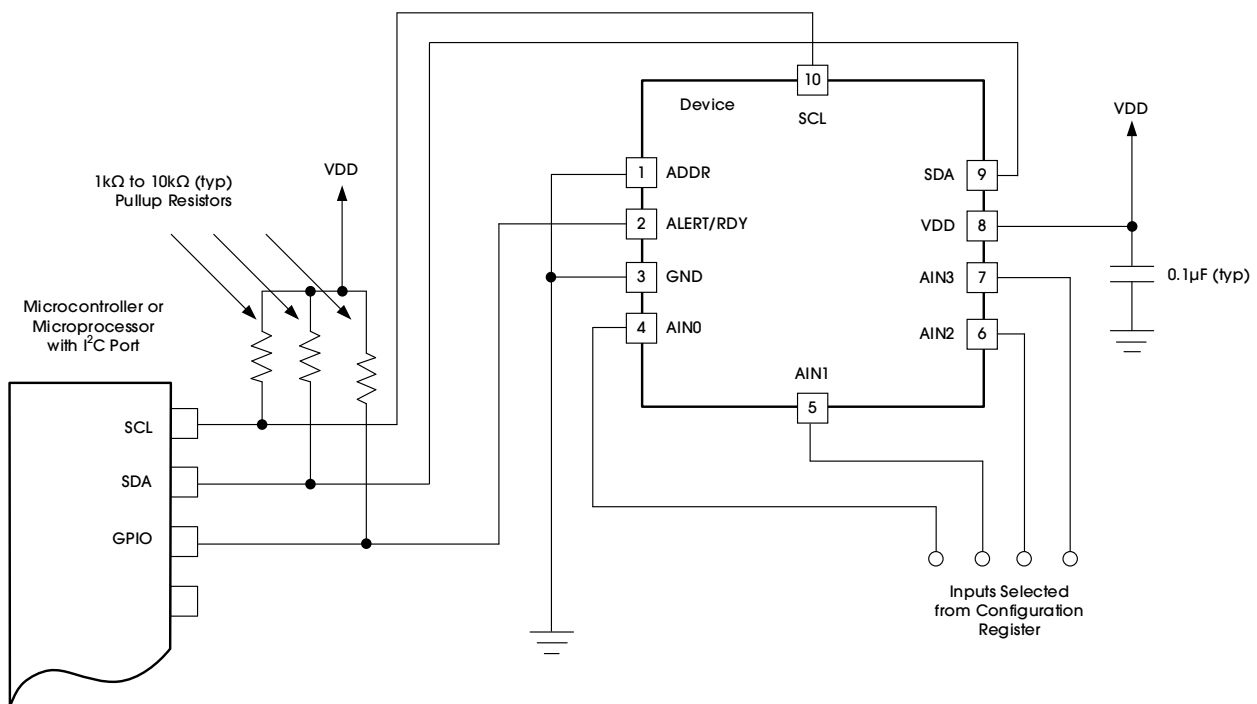 1kΩ to 10kΩ (typ)
Pullup Resistors
VDD
Microcontroller or
Microprocessor
with I²C Port
SCL
SDA
GPIO
Device
10
SCL
1
ADDR
2
ALERT/RDY
3
GND
4
AIN0
AIN1
5
SDA
9
VDD
8
AIN3
7
AIN2
6
VDD
0.1µF (typ)
Inputs Selected
from Configuration
Register